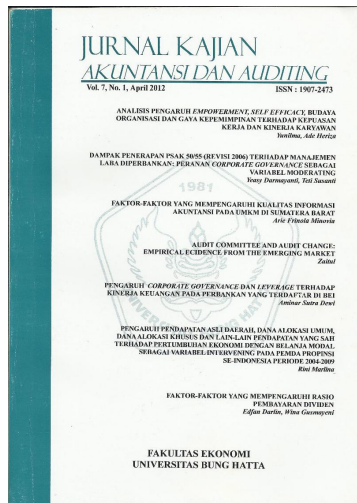 JURNAL KAJIAN
AKUNTANSI DAN AUDITING
Vol. 7, No. 1, April 2012
ISSN : 1907-2473
ANALISIS PENGARUH EMPOWERMENT, SELF EFFICACY, BUDAYA
ORGANISASI DAN GAYA KEPEMIMPINAN TERHADAP KEPUASAN
KERJA DAN KINERJA KARYAWAN
Yunilma, Ade Heriza
DAMPAK PENERAPAN PSAK 50/55 (REVISI 2006) TERHADAP MANAJEMEN
LABA DIPERBANKAN: PERANAN CORPORATE GOVERNANCE SEBAGAI
VARIABEL MODERATING
Yeasy Darmayanti, Teti Susanti
1981
FAKTOR-FAKTOR YANG MEMPENGARUHI KUALITAS INFORMASI
AKUNTANSI PADA UMKM DI SUMATERA BARAT
Arie Frinola Minovia
AUDIT COMMITTEE AND AUDIT CHANGE:
EMPIRICAL ECIDENCE FROM THE EMERGING MARKET
Zaitul
PENGARUH CORPORATE GOVERNANCE DAN LEVERAGE TERHADAP
KINERJA KEUANGAN PADA PERBANKAN YANG TERDAFTAR DI BEI
Aminar Sutra Dewi
PENGARUH PENDAPATAN ASLI DAERAH, DANA ALOKASI UMUM,
DANA ALOKASI KHUSUS DAN LAIN-LAIN PENDAPATAN YANG SAH
TERHADAP PERTUMBUHAN EKONOMI DENGAN BELANJA MODAL
SEBAGAI VARIABEL INTERVENING PADA PEMDA PROPINSI
SE-INDONESIA PERIODE 2004-2009
Rini Marlina
FAKTOR-FAKTOR YANG MEMPENGARUHI RASIO
PEMBAYARAN DIVIDEN
Edfan Darlin, Wina Gusmayeni
FAKULTAS EKONOMI
UNIVERSITAS BUNG HATTA